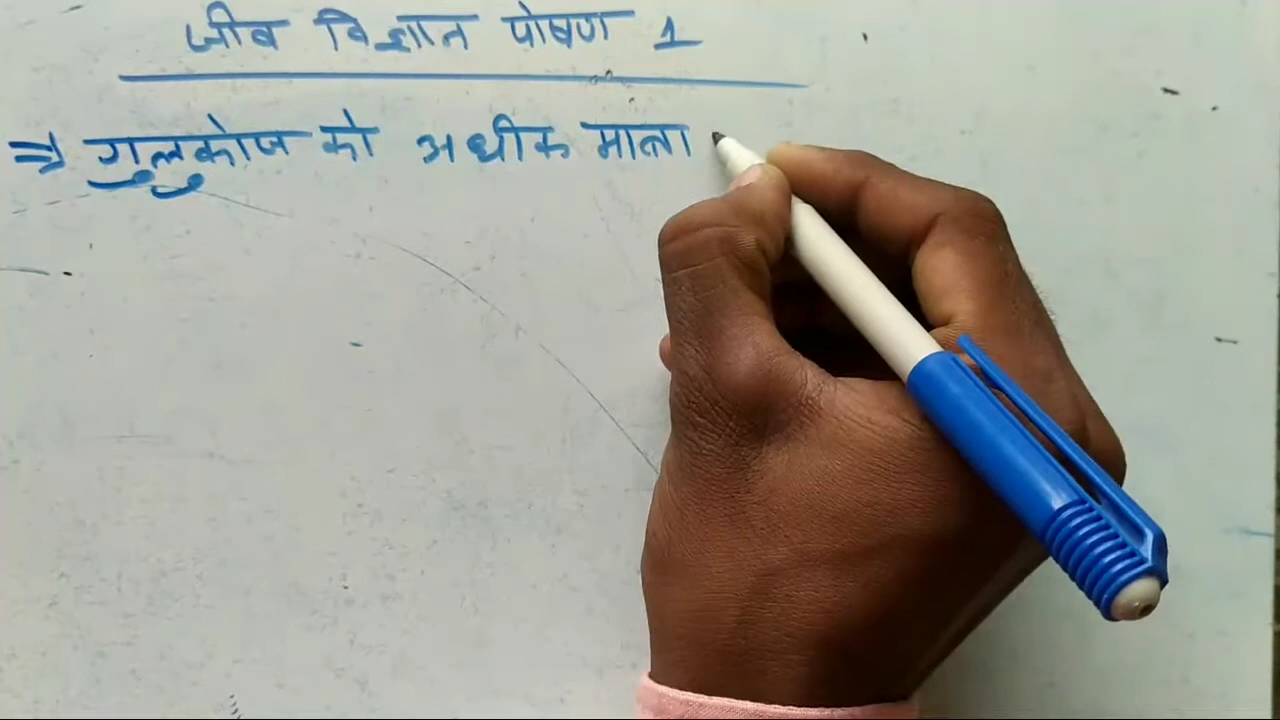 जीव विज्ञान पोषण 1
⇒ गुलुकोज को अधीक मात्रा